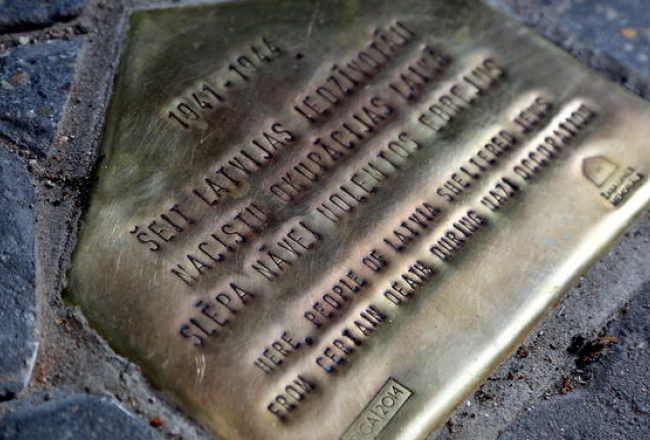 1941-1944
ŠEIT LATVIJAS IEDZĪVOTĀJI
NACISTU OKUPĀCIJAS LAIKĀ
SLĒPA NĀVEI NOLEMTOS EBREJUS
HERE, PEOPLE OF LATVIA SHELTERED JEWS
FROM CERTAIN DEATH DURING NAZI OCCUPATION
2014